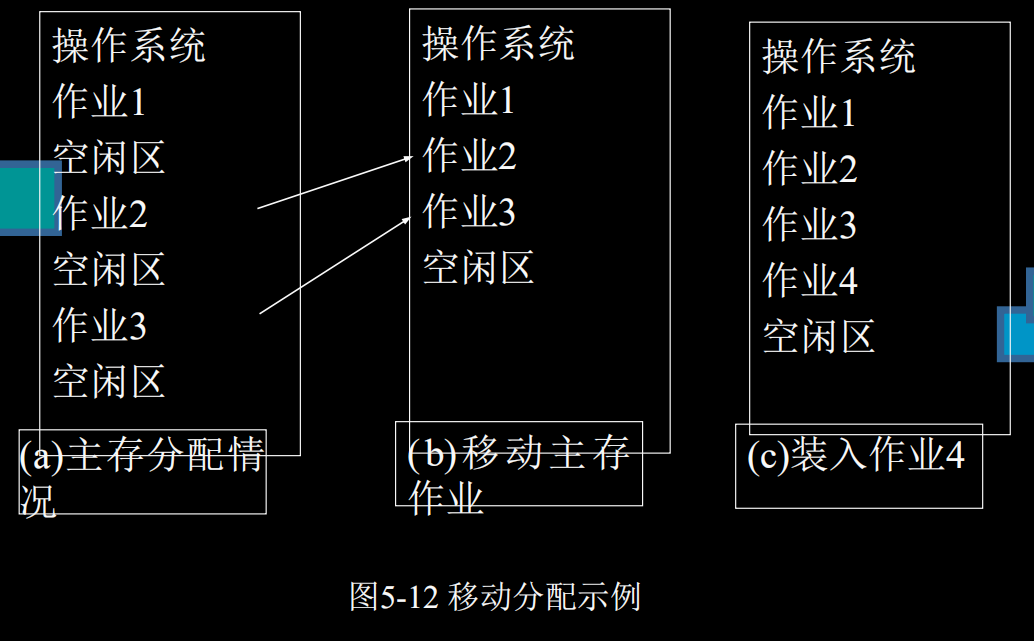 操作系统
作业1
空闲区
作业2
空闲区
作业3
空闲区
(a)主存分配情
况
操作系统
作业1
作业2
作业3
空闲区
(b)移动主存
作业
操作系统
作业1
作业2
作业3
作业4
空闲区
(c)装入作业4
图5-12 移动分配示例